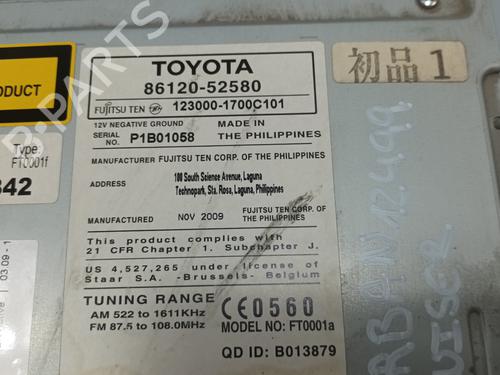 TOYOTA
86120-52580
FUJITSU TEN 123000-1700C101
12V NEGATIVE GROUND MADE IN
SERIAL NO. P1B01058 THE PHILIPPINES
MANUFACTURER FUJITSU TEN CORP. OF THE PHILIPPINES
ADDRESS 100 South Science Avenue, Laguna
Technopark, Sta. Rosa, Laguna, Philippines
MANUFACTURED NOV 2009 FUJITSU TEN CORP. OF
THE PHILIPPINES
This product complies with
21 CFR Chapter 1, Subchapter J.
US 4,527,265 under license of
Staar S.A. -Brussels- Belgium
TUNING RANGE
AM 522 to 1611KHz
FM 87.5 to 108.0MHz
CE0560
MODEL NO: FT0001a
QD ID: B013879
PRODUCT
Type:
FT0001f
342
03 09 - 1
初品 1
B-Parts